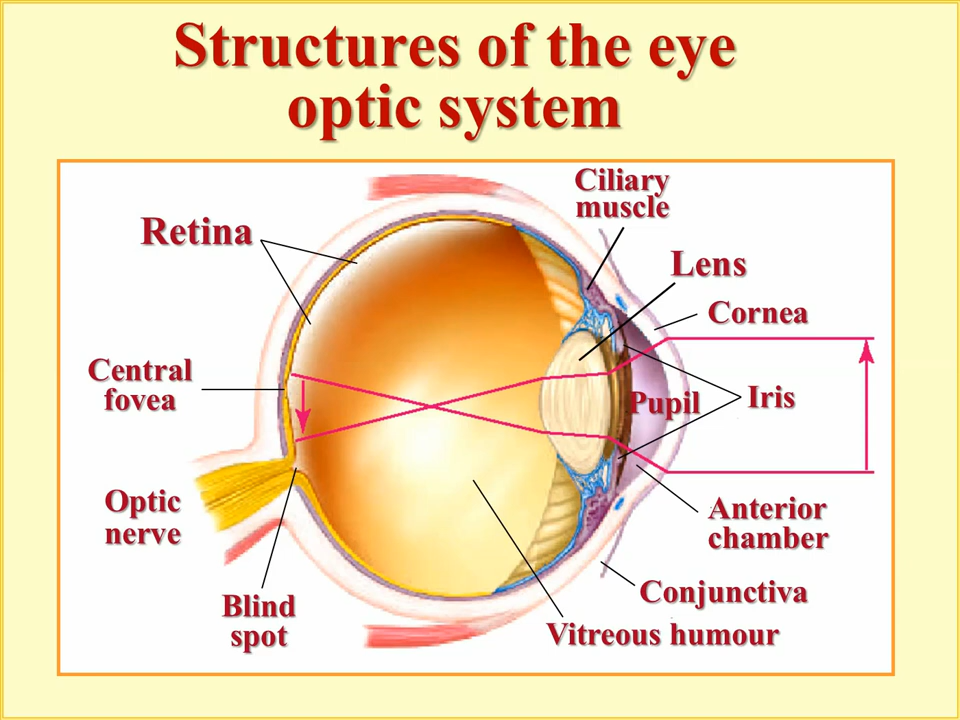 Structures of the eye
optic system
Ciliary
muscle
Retina
Lens
Cornea
Central
fovea
Pupil
Iris
Optic
nerve
Anterior
chamber
Conjunctiva
Blind
spot
Vitreous humour